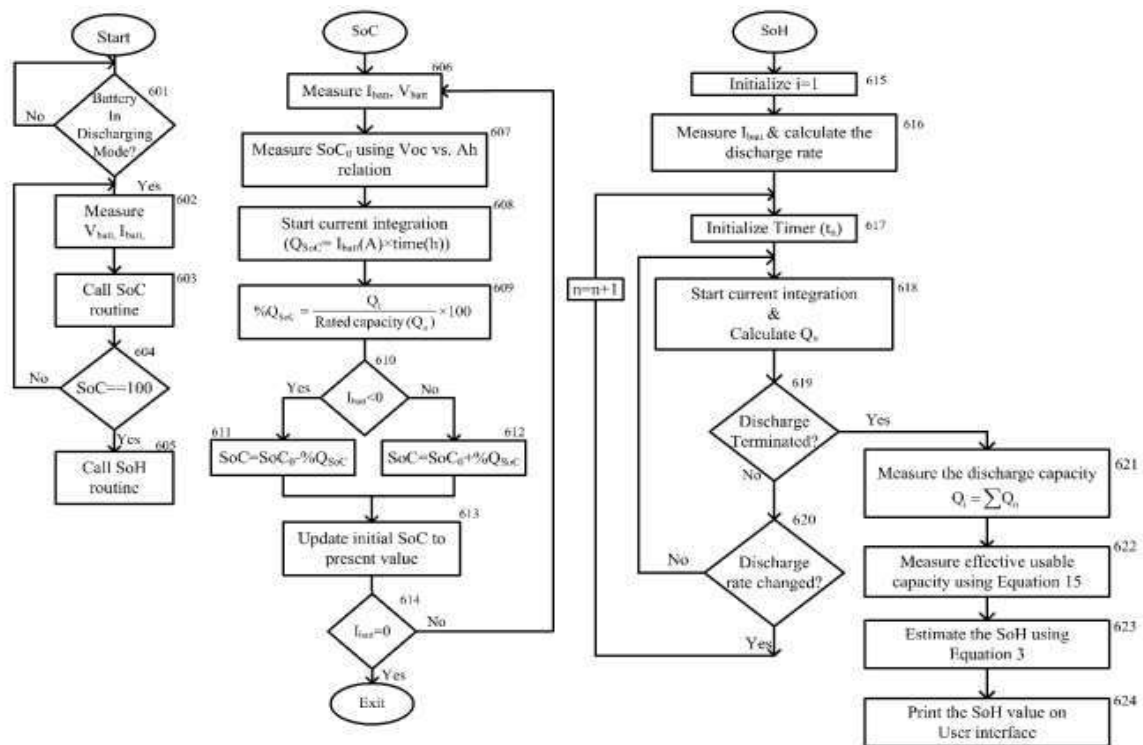 Start
601
Battery
In
Discharging
Mode?
No
Yes
602
Measure
V_batt, I_batt,
603
Call SoC
routine
604
SoC==100
No
Yes
605
Call SoH
routine
SoC
606
Measure I_batt, V_batt
607
Measure SoC₀ using Voc vs. Ah
relation
608
Start current integration
(Q_SoC= I_batt(A)×time(h))
609
%Q_SoC = Q_i / Rated capacity (Q_o) ×100
610
I_batt<0
Yes
No
611
SoC=SoC₀-%Q_SoC
612
SoC=SoC₀+%Q_SoC
613
Update initial SoC to
present value
614
I_batt=0
No
Yes
Exit
SoH
Initialize i=1
615
Measure I_batt & calculate the
discharge rate
616
Initialize Timer (t_n)
617
n=n+1
Start current integration
&
Calculate Q_n
618
619
Discharge
Terminated?
Yes
No
620
Discharge
rate changed?
No
Yes
621
Measure the discharge capacity
Q_i = ∑Q_n
622
Measure effective usable
capacity using Equation 15
623
Estimate the SoH using
Equation 3
624
Print the SoH value on
User interface